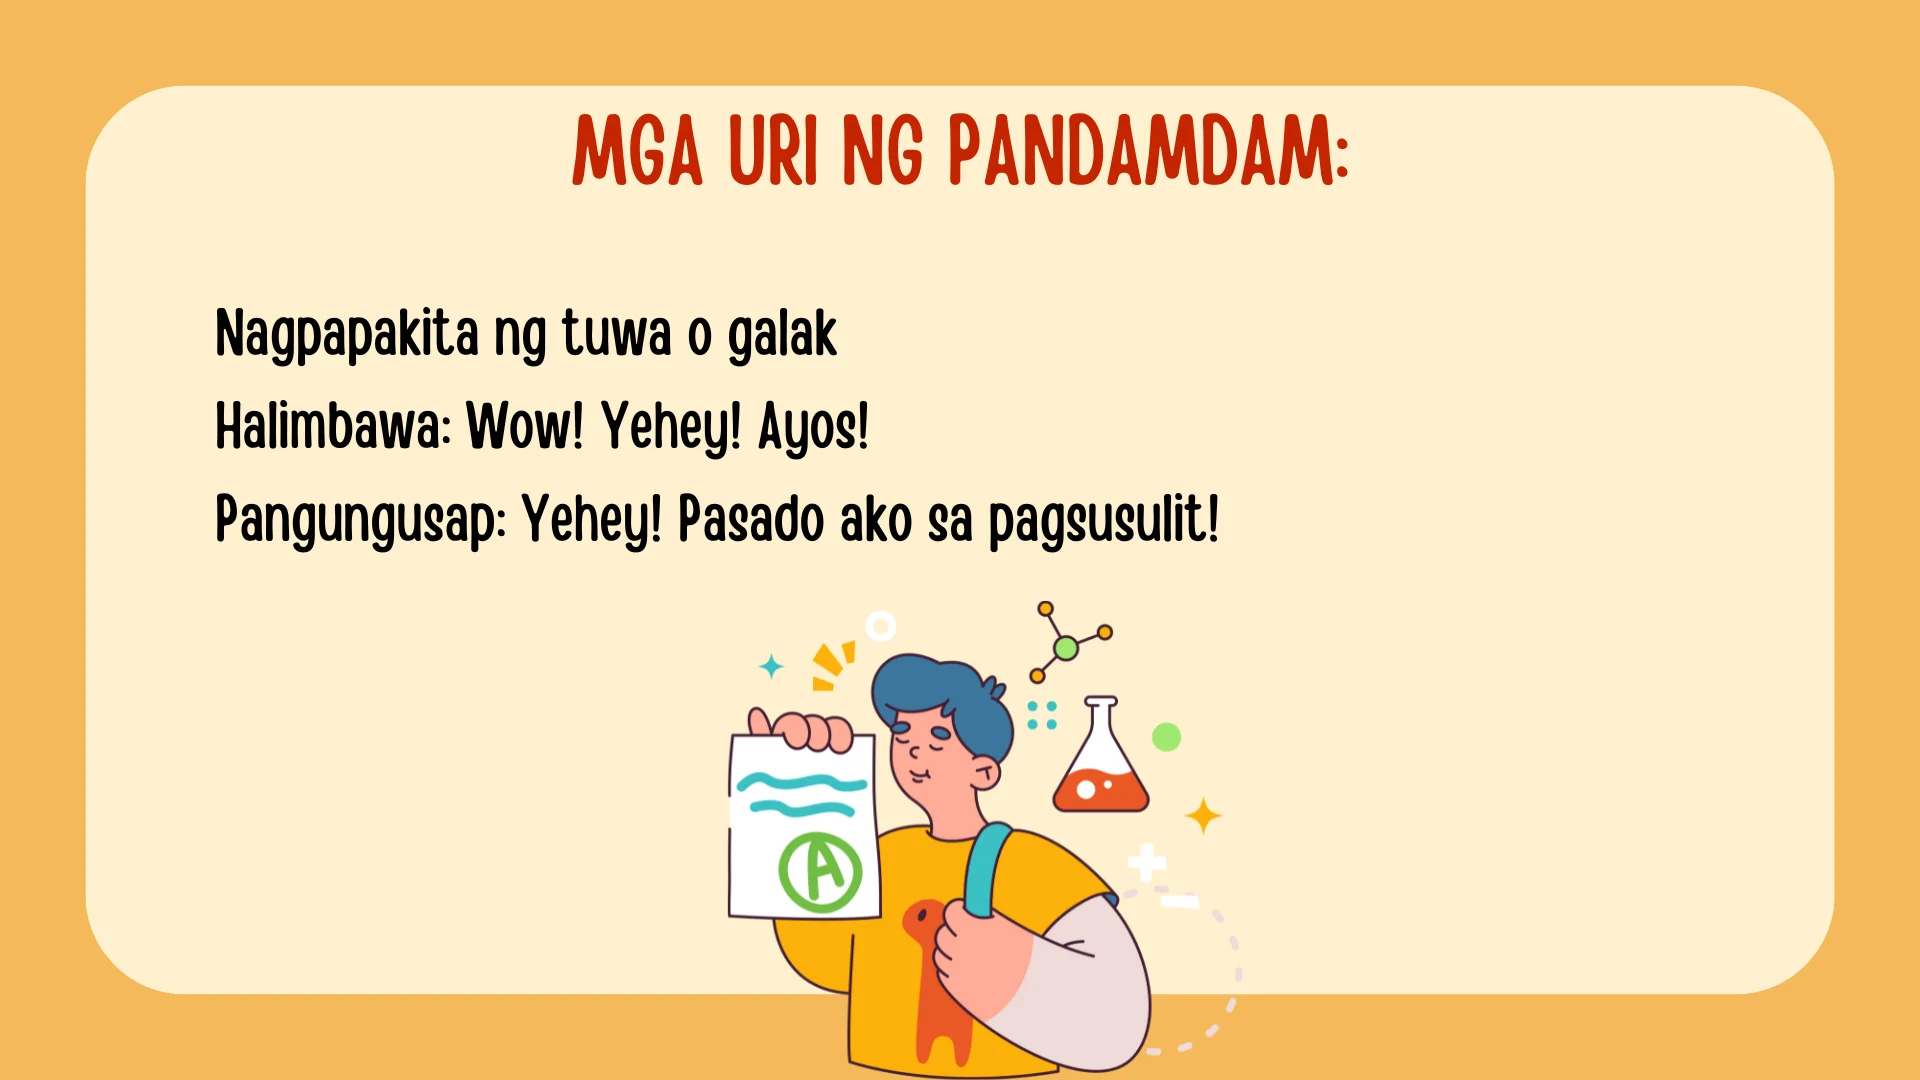 MGA URI NG PANDAMDAM:
Nagpapakita ng tuwa o galak
Halimbawa: Wow! Yehey! Ayos!
Pangungusap: Yehey! Pasado ako sa pagsusulit!
A